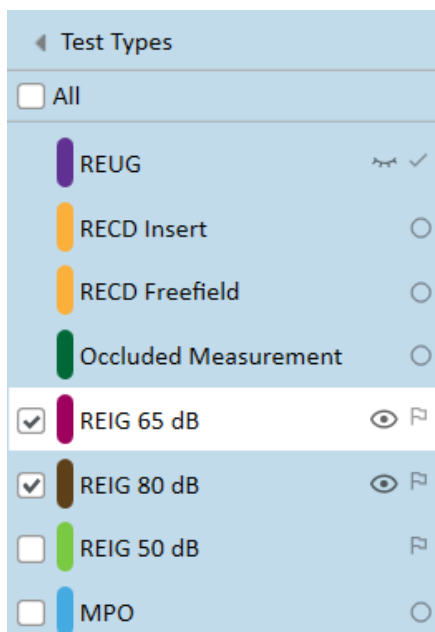 Test Types
All
REUG
RECD Insert
RECD Freefield
Occluded Measurement
REIG 65 dB
REIG 80 dB
REIG 50 dB
MPO